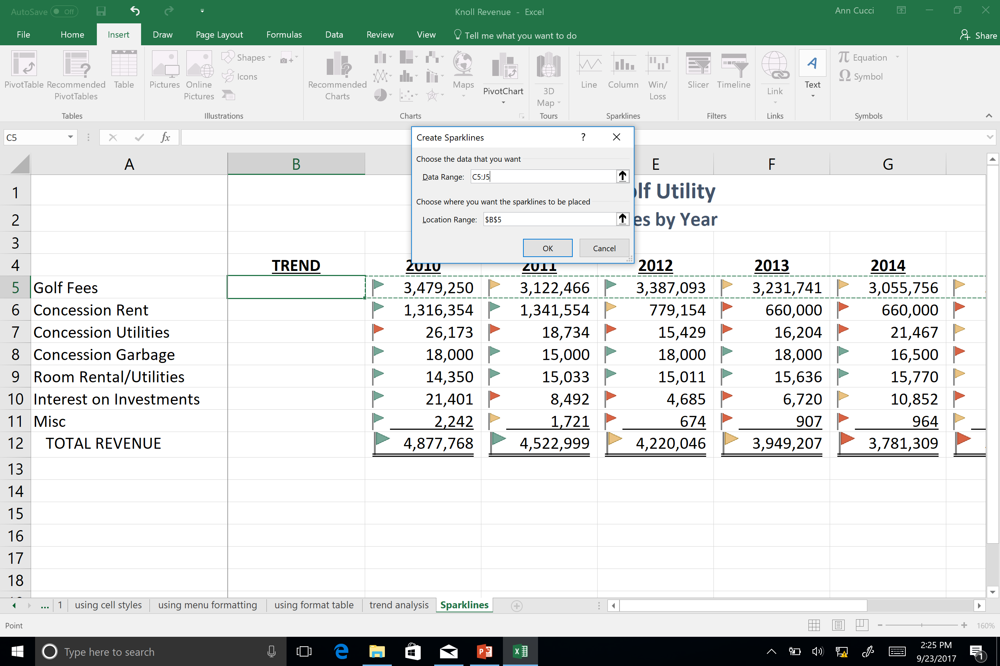 AutoSave Off
Knoll Revenue - Excel
Ann Cucci
File Home Insert Draw Page Layout Formulas Data Review View Tell me what you want to do Share
PivotTable
Recommended
PivotTables
Table
Tables
Pictures
Online
Pictures
Shapes
Icons
Illustrations
Recommended
Charts
Maps
PivotChart
Charts
3D
Map
Tours
Line
Column
Win/
Loss
Sparklines
Slicer
Timeline
Filters
Link
Links
A
Text
π Equation
Ω Symbol
Symbols
C5
fx
Create Sparklines ?
Choose the data that you want
Data Range: C5:J5
Choose where you want the sparklines to be placed
Location Range: $B$5
OK Cancel
A B E F G
1 lf Utility
2 es by Year
3
4 TREND 2010 2011 2012 2013 2014
5 Golf Fees 3,479,250 3,122,466 3,387,093 3,231,741 3,055,756
6 Concession Rent 1,316,354 1,341,554 779,154 660,000 660,000
7 Concession Utilities 26,173 18,734 15,429 16,204 21,467
8 Concession Garbage 18,000 15,000 18,000 18,000 16,500
9 Room Rental/Utilities 14,350 15,033 15,011 15,636 15,770
10 Interest on Investments 21,401 8,492 4,685 6,720 10,852
11 Misc 2,242 1,721 674 907 964
12 TOTAL REVENUE 4,877,768 4,522,999 4,220,046 3,949,207 3,781,309
13
14
15
16
17
18
... 1 using cell styles using menu formatting using format table trend analysis Sparklines
Point
160%
Type here to search
2:25 PM
9/23/2017
1